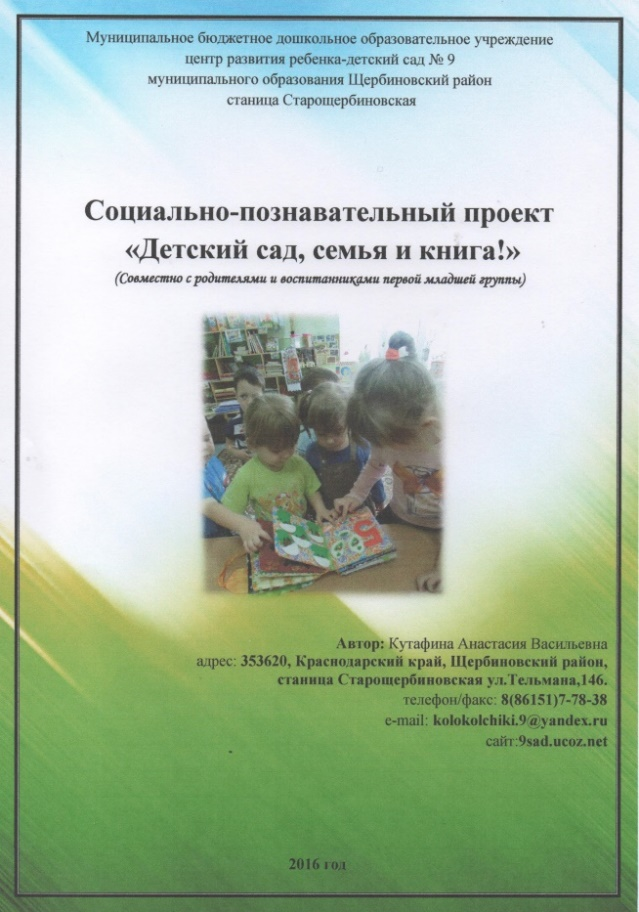 Муниципальное бюджетное дошкольное образовательное учреждение
центр развития ребенка-детский сад № 9
муниципального образования Щербиновский район
станица Старощербиновская
Социально-познавательный проект
«Детский сад, семья и книга!»
(Совместно с родителями и воспитанниками первой младшей группы)
Автор: Кутафина Анастасия Васильевна
адрес: 353620, Краснодарский край, Щербиновский район,
станица Старощербиновская ул.Тельмана,146.
телефон/факс: 8(86151)7-78-38
e-mail: kolokolchiki.9@yandex.ru
сайт:9sad.ucoz.net
2016 год